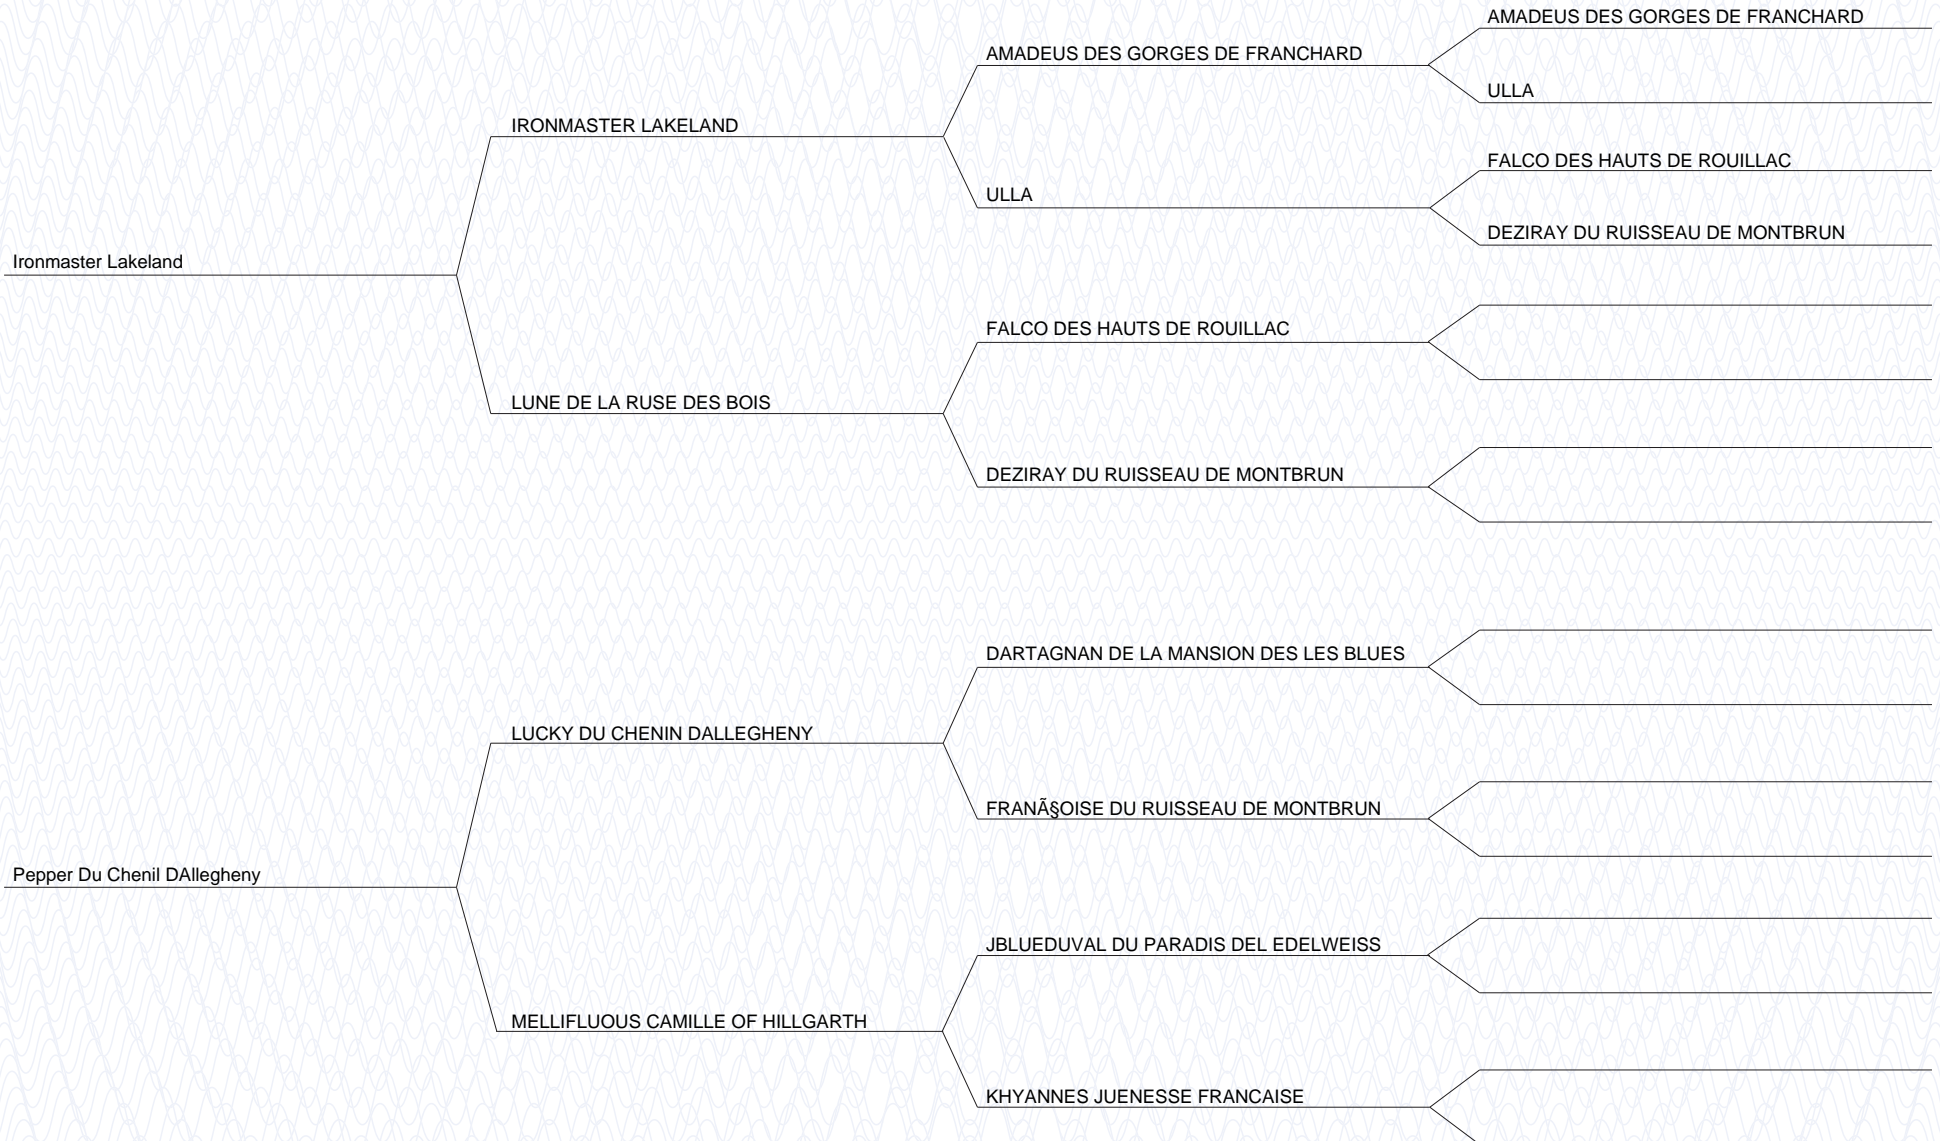 AMADEUS DES GORGES DE FRANCHARD
AMADEUS DES GORGES DE FRANCHARD
ULLA
IRONMASTER LAKELAND
FALCO DES HAUTS DE ROUILLAC
ULLA
DEZIRAY DU RUISSEAU DE MONTBRUN
Ironmaster Lakeland
FALCO DES HAUTS DE ROUILLAC
LUNE DE LA RUSE DES BOIS
DEZIRAY DU RUISSEAU DE MONTBRUN
DARTAGNAN DE LA MANSION DES LES BLUES
LUCKY DU CHENIN DALLEGHENY
FRANÃ§OISE DU RUISSEAU DE MONTBRUN
Pepper Du Chenil DAllegheny
JBLUEDUVAL DU PARADIS DEL EDELWEISS
MELLIFLUOUS CAMILLE OF HILLGARTH
KHYANNES JUENESSE FRANCAISE